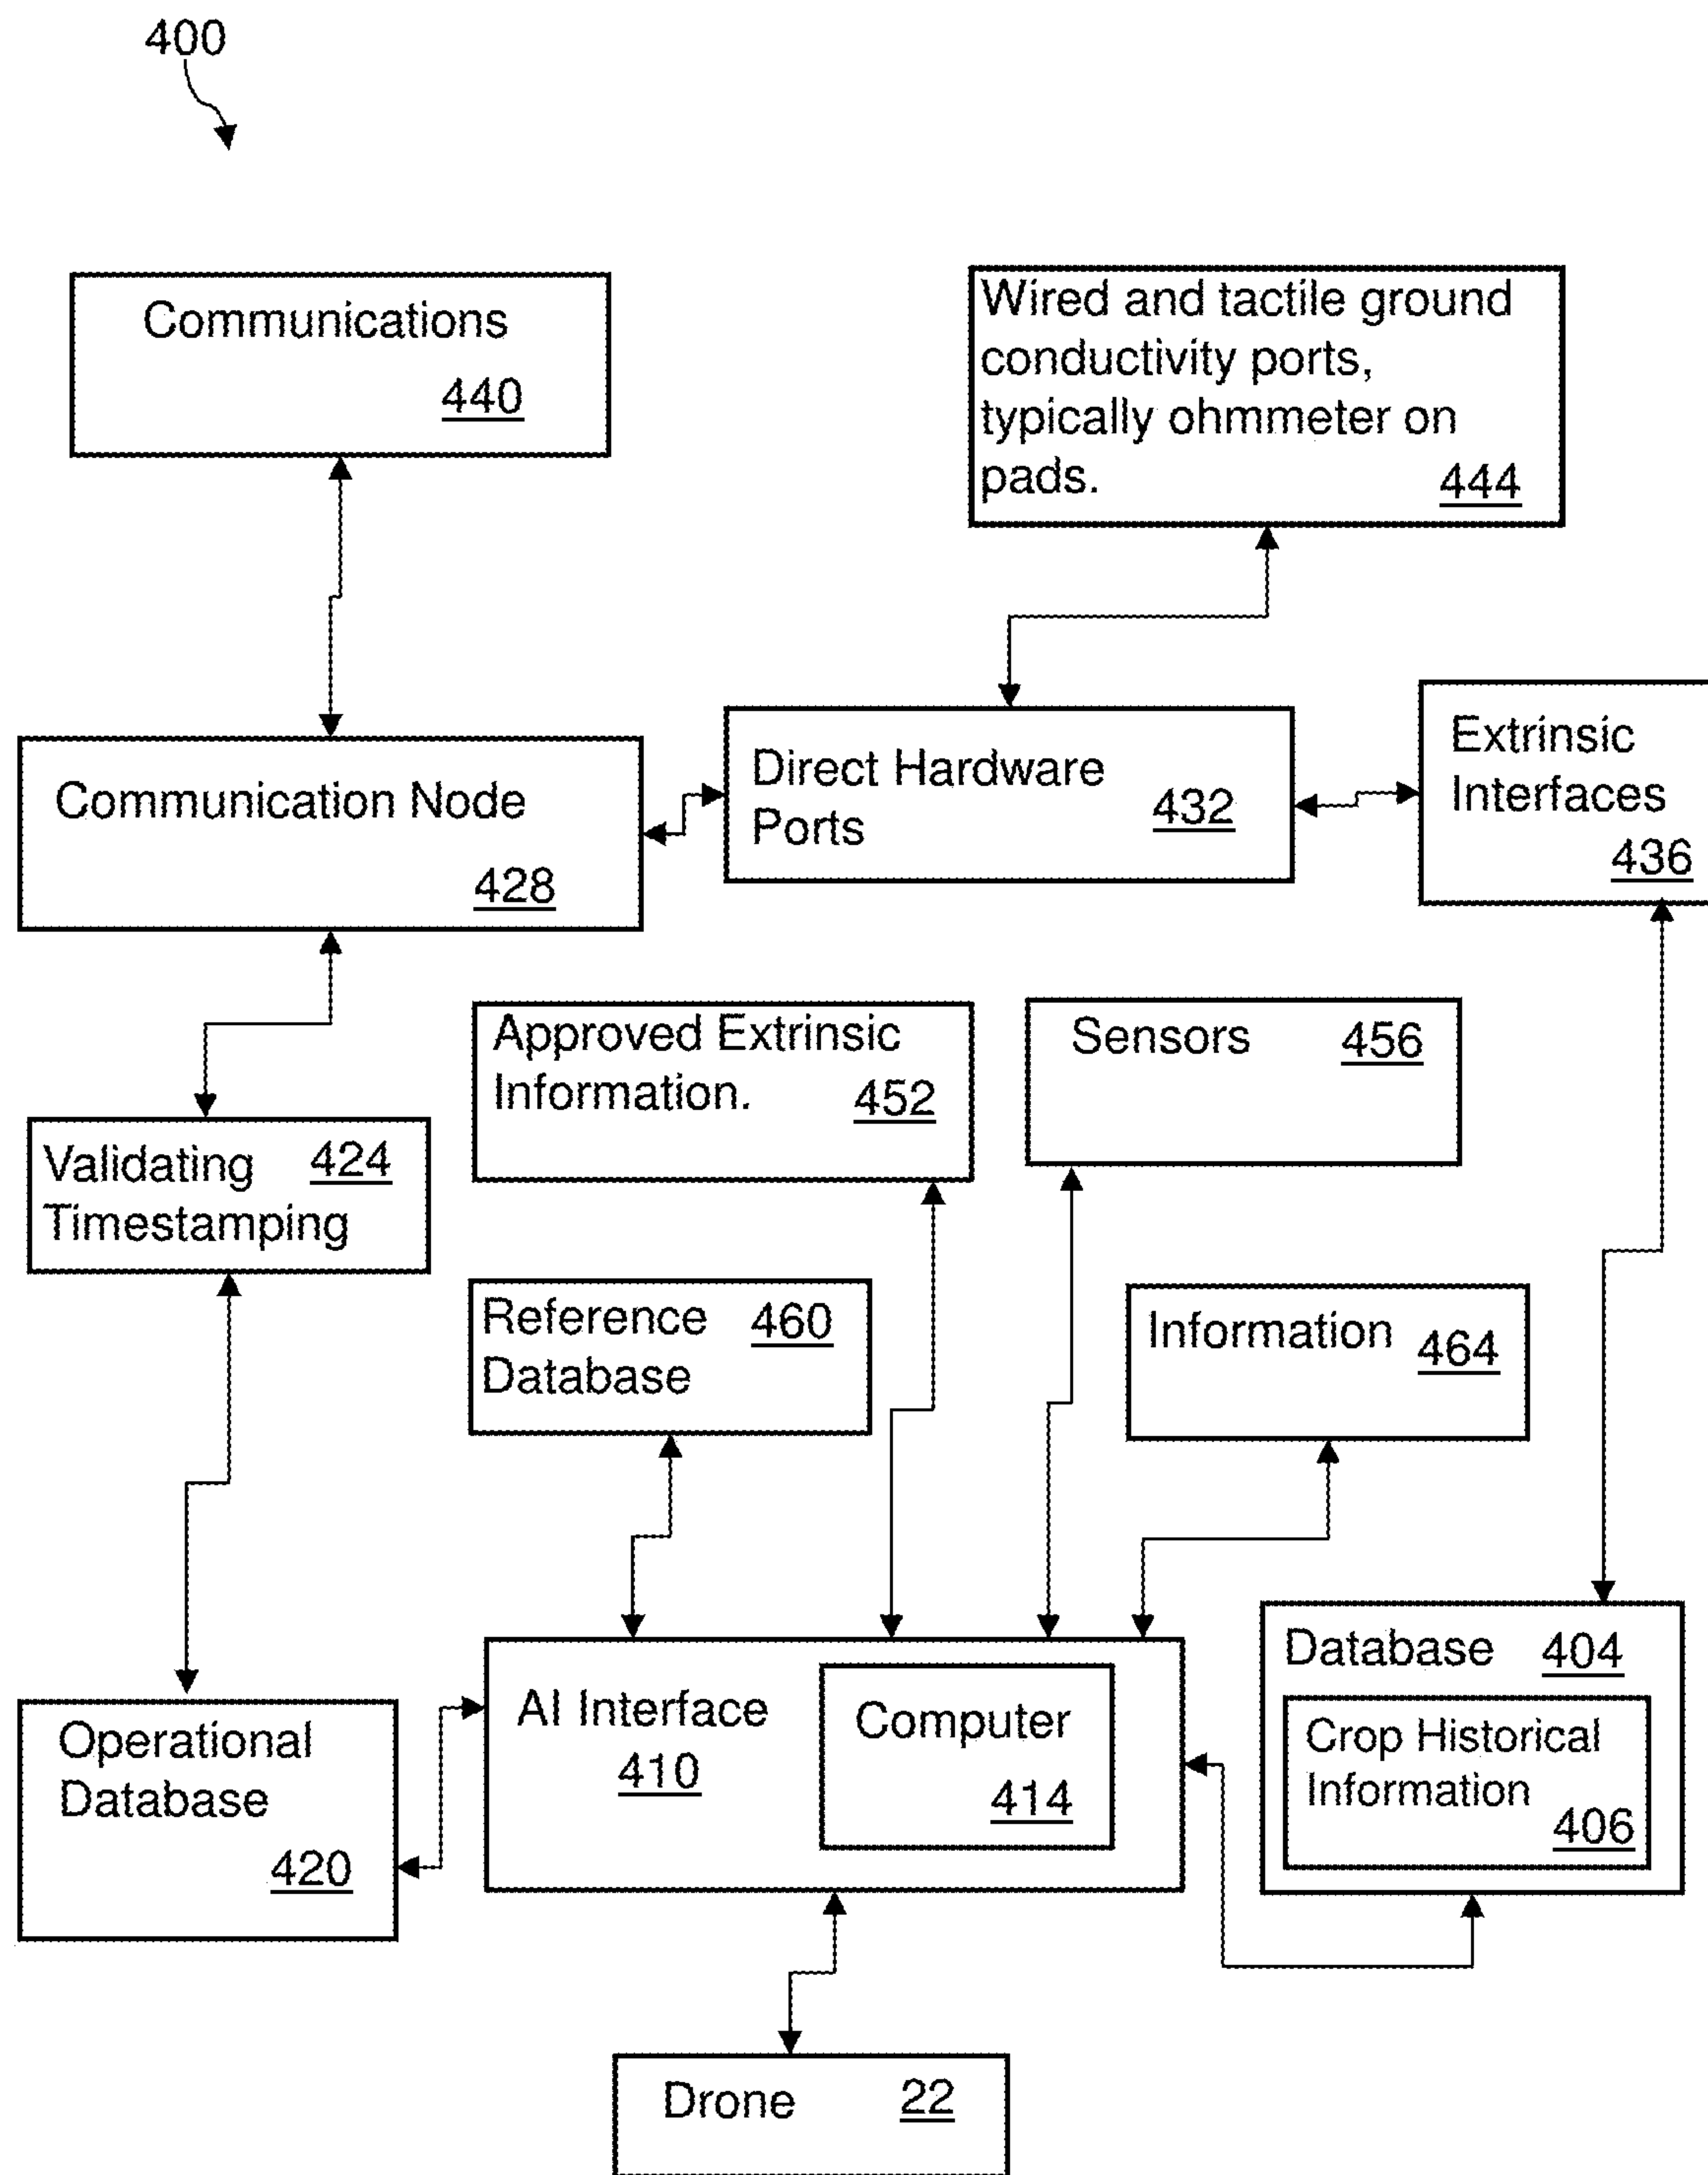 400
Communications
440
Wired and tactile ground
conductivity ports,
typically ohmmeter on
pads.
444
Communication Node
428
Direct Hardware
Ports
432
Extrinsic
Interfaces
436
Approved Extrinsic
Information.
452
Sensors
456
Validating
Timestamping
424
Reference
Database
460
Information
464
Operational
Database
420
AI Interface
410
Computer
414
Database
404
Crop Historical
Information
406
Drone
22